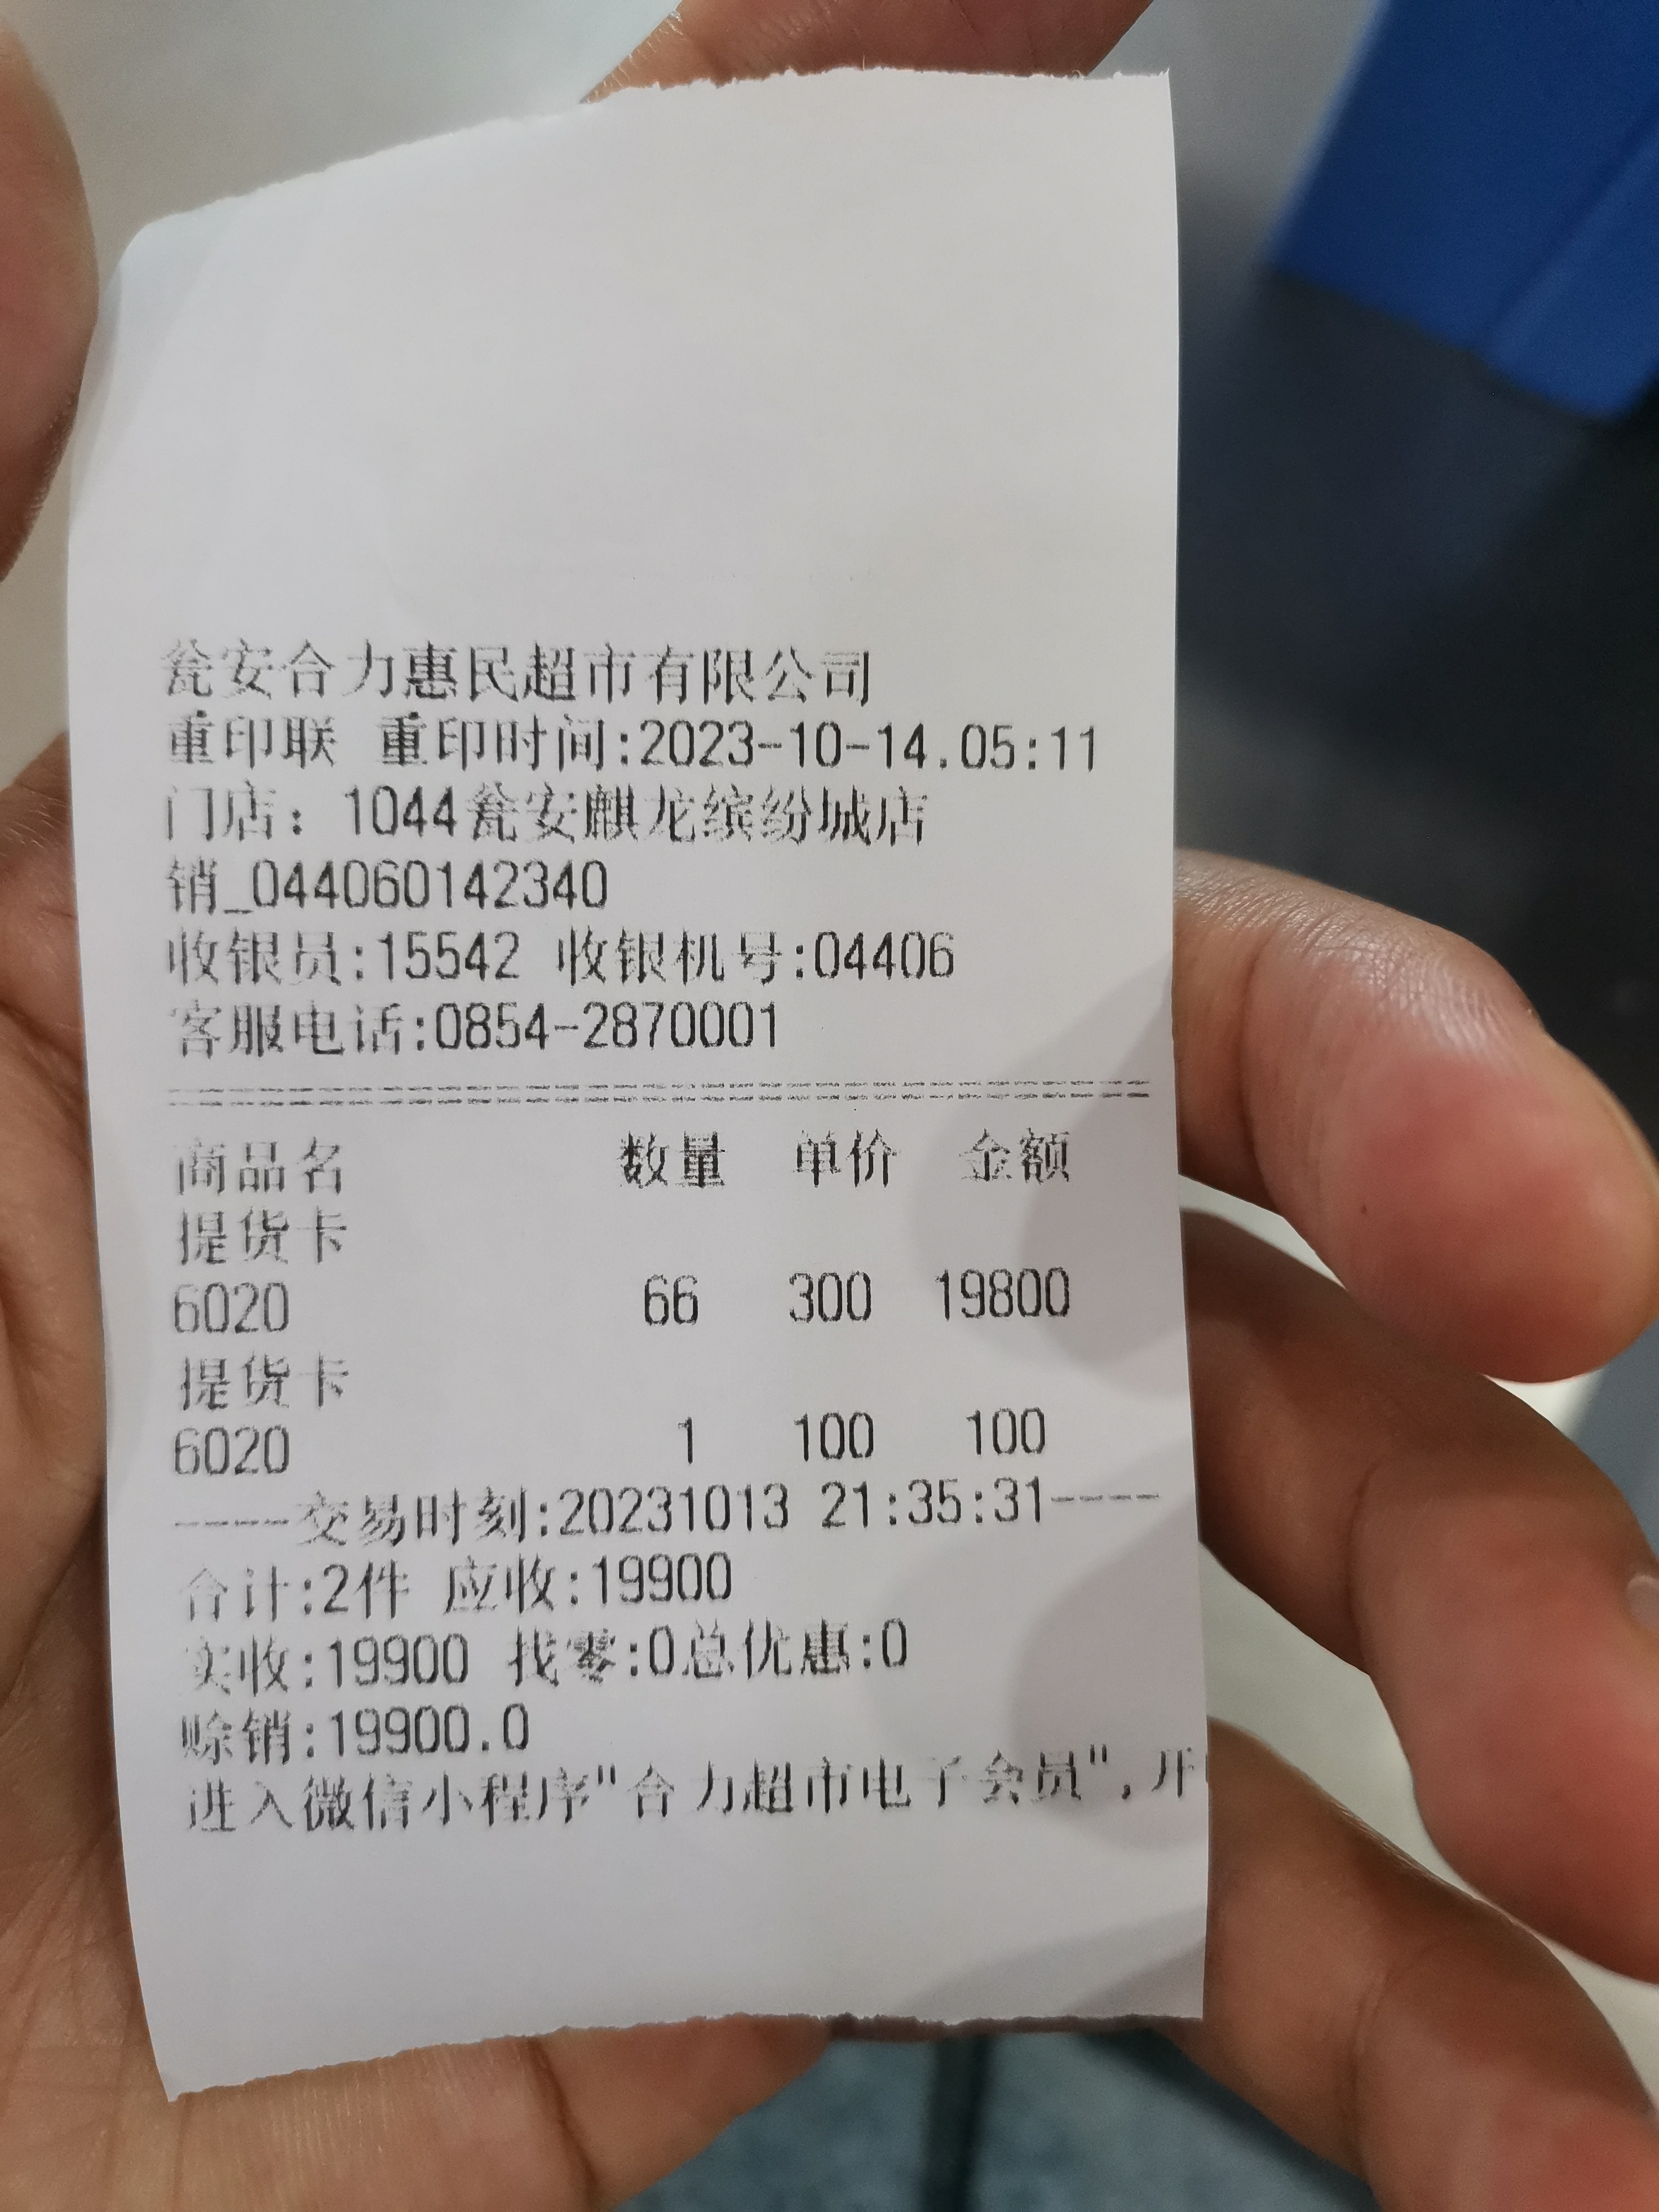 瓮安合力惠民超市有限公司
重印联 重印时间:2023-10-14.05:11
门店：1044瓮安麒龙缤纷城店
销_044060142340
收银员:15542 收银机号:04406
客服电话:0854-2870001
商品名 数量 单价 金额
提货卡
6020 66 300 19800
提货卡
6020 1 100 100
----交易时刻:20231013 21:35:31----
合计:2件 应收:19900
实收:19900 找零:0总优惠:0
赊销:19900.0
进入微信小程序"合力超市电子会员",开